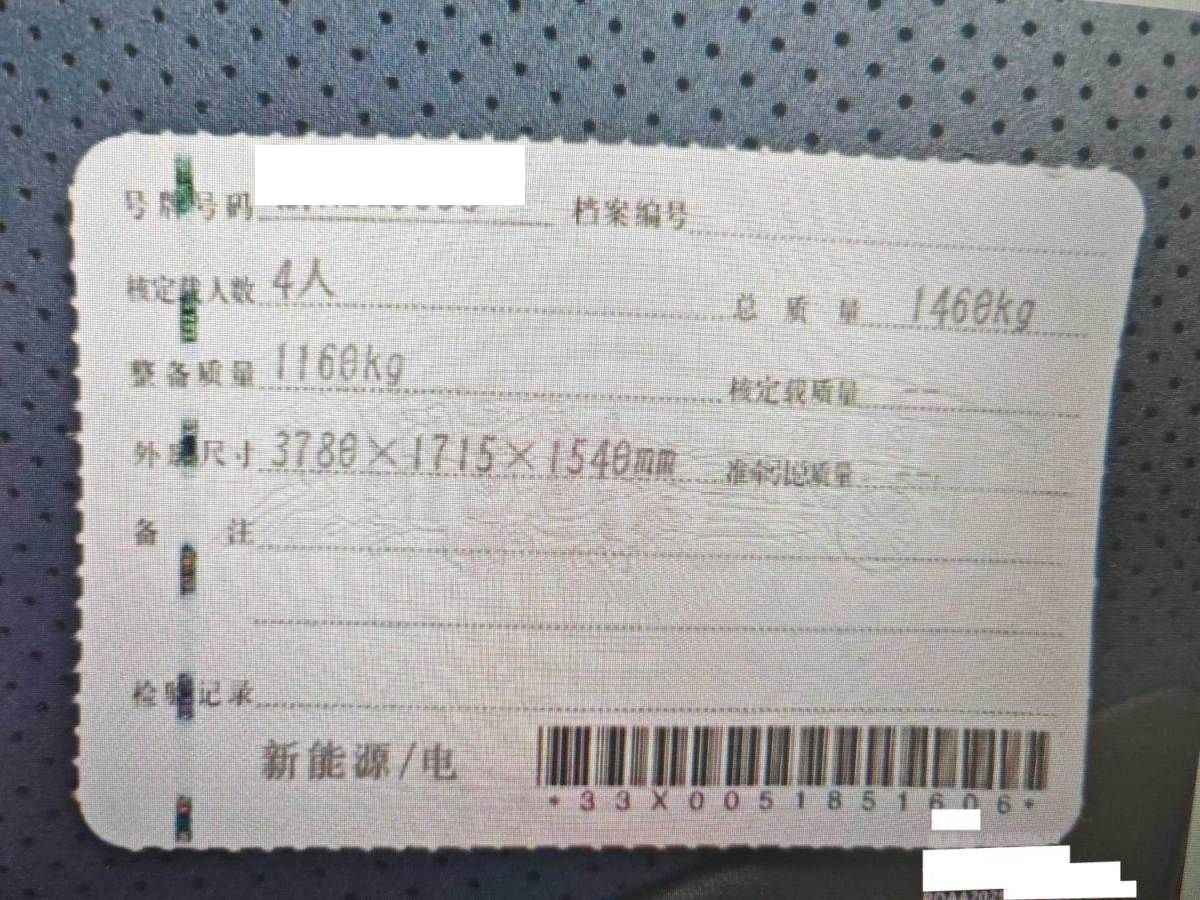 号牌号码 档案编号
核定载人数 4人 总质量 1460kg
整备质量 1160kg 核定载质量 --
外廓尺寸 3780×1715×1540mm 准牵引总质量 --
备注
检验记录
新能源/电
*33X0051851606*